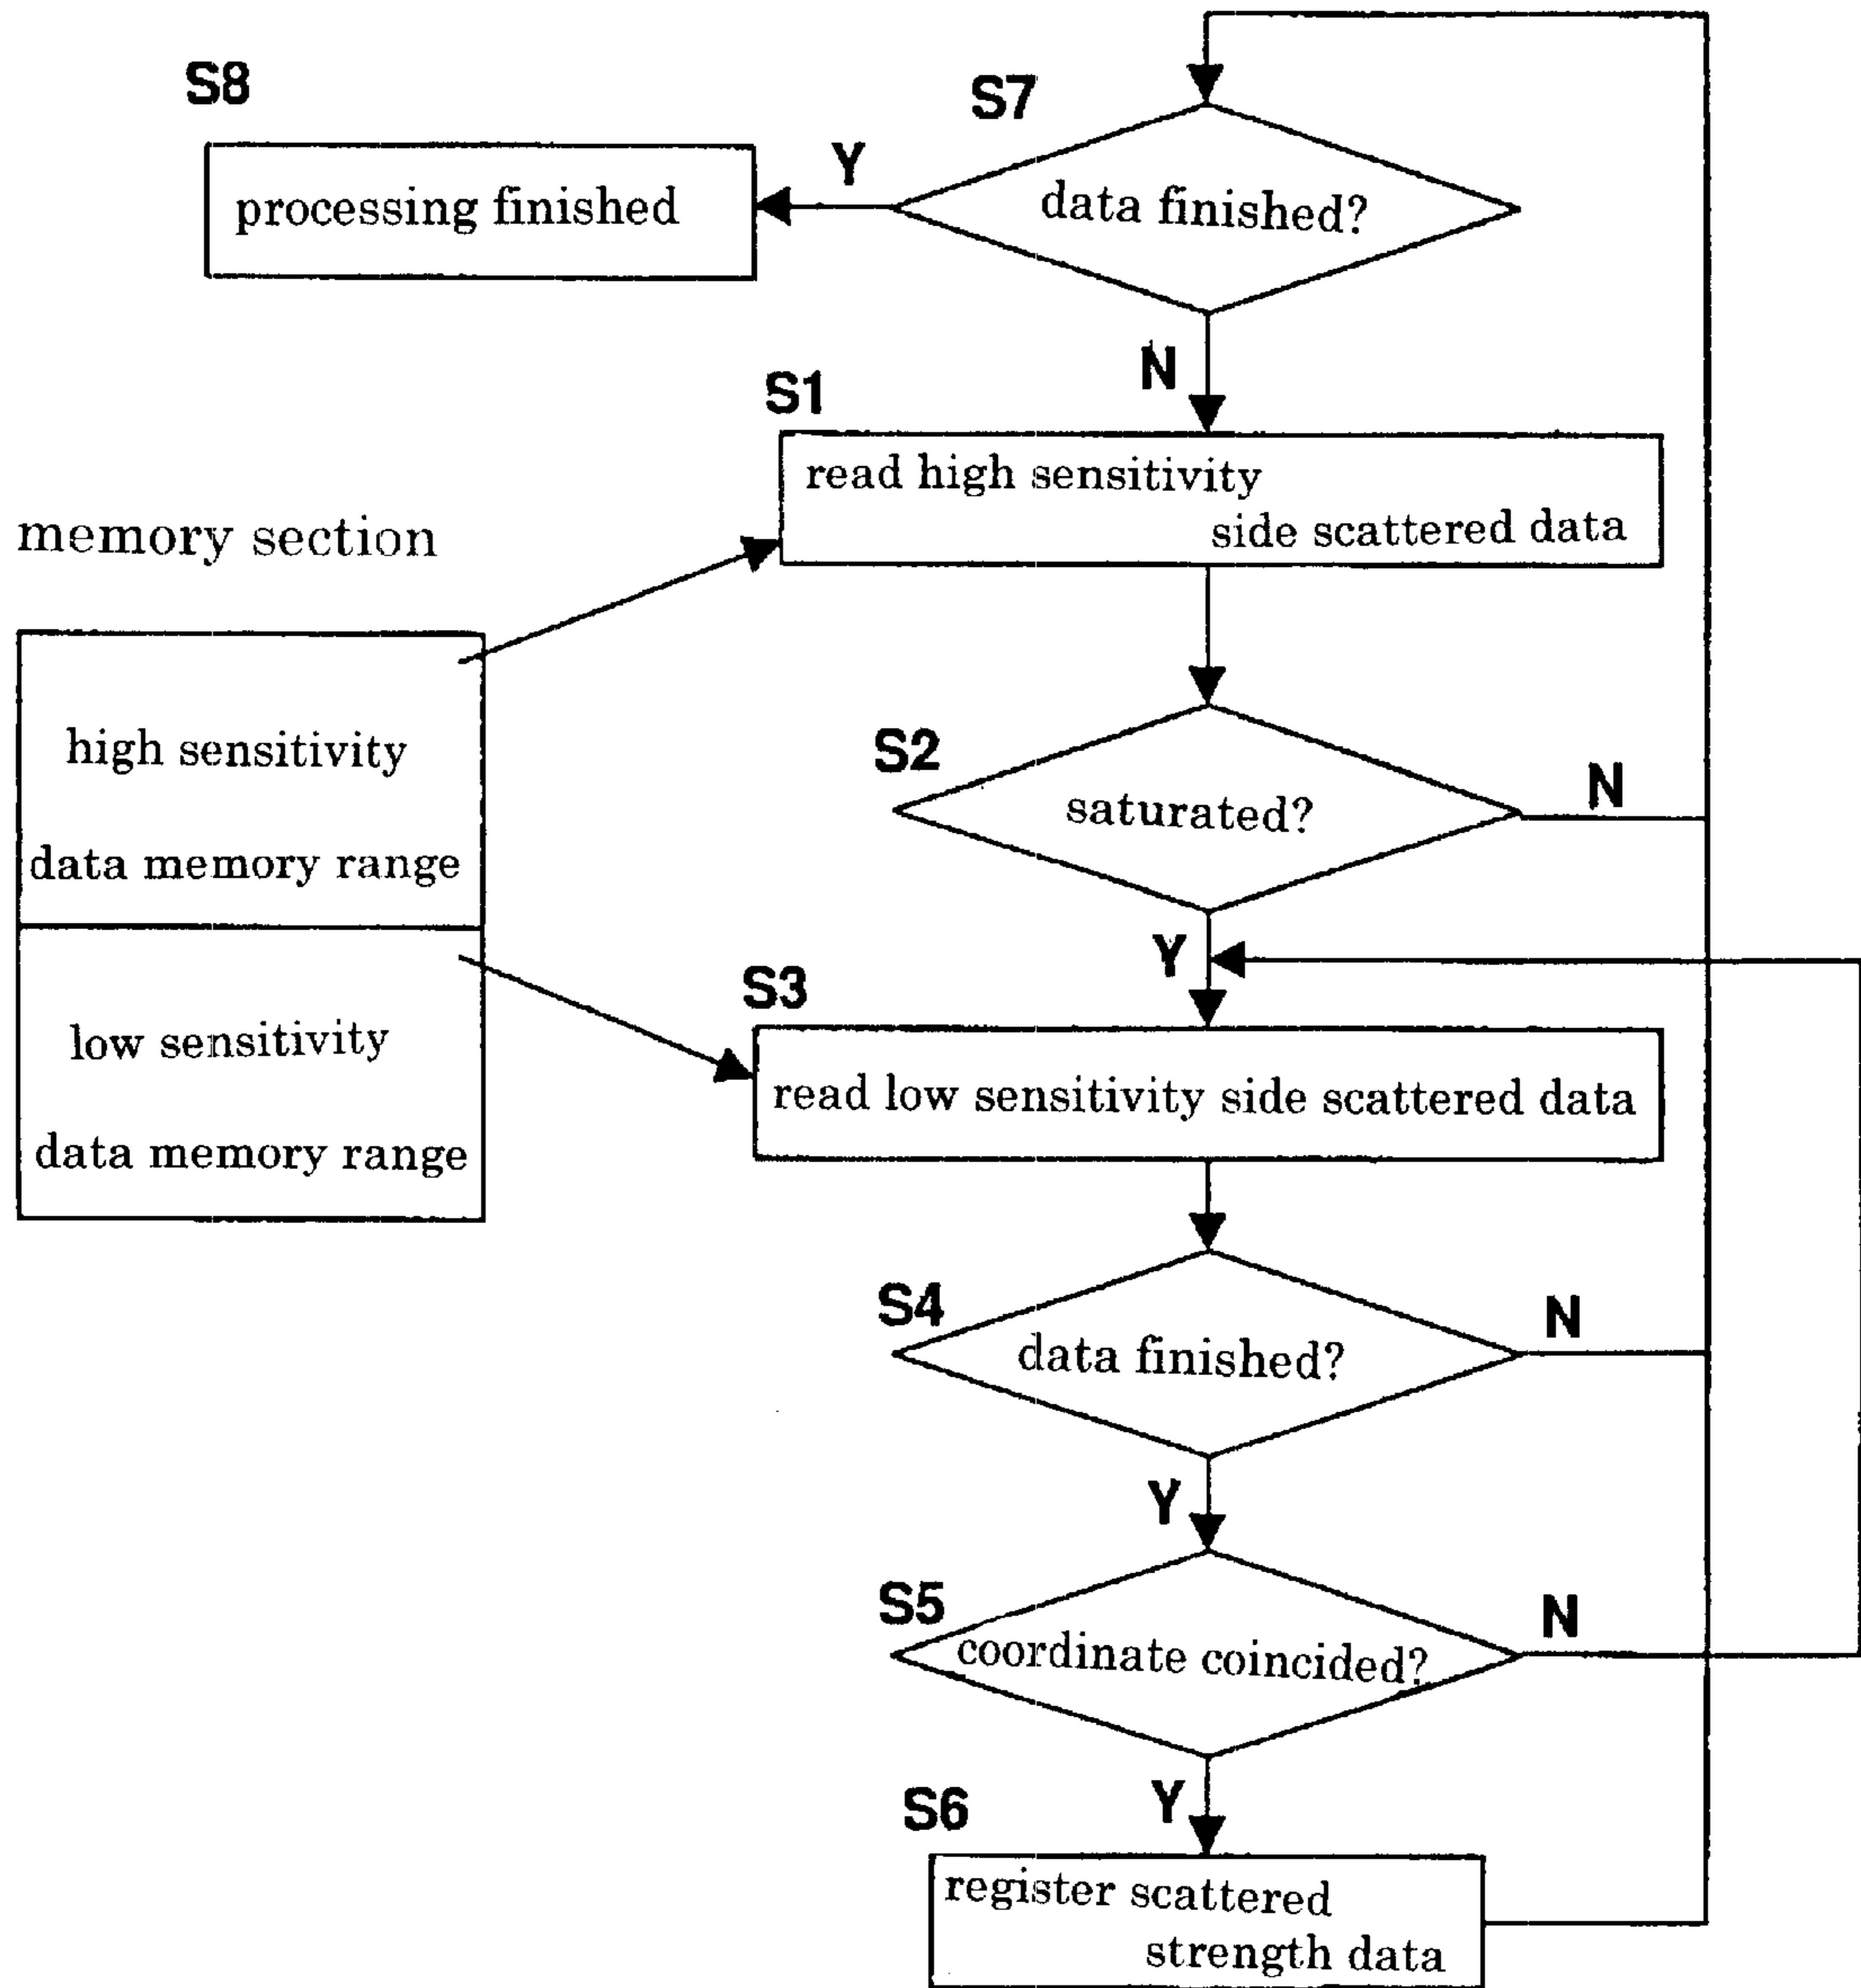 S8
S7
Y
processing finished
data finished?
N
S1
read high sensitivity
side scattered data
memory section
S2
N
high sensitivity
saturated?
data memory range
Y
S3
low sensitivity
read low sensitivity side scattered data
data memory range
S4
N
data finished?
Y
S5
N
coordinate coincided?
Y
S6
register scattered
strength data